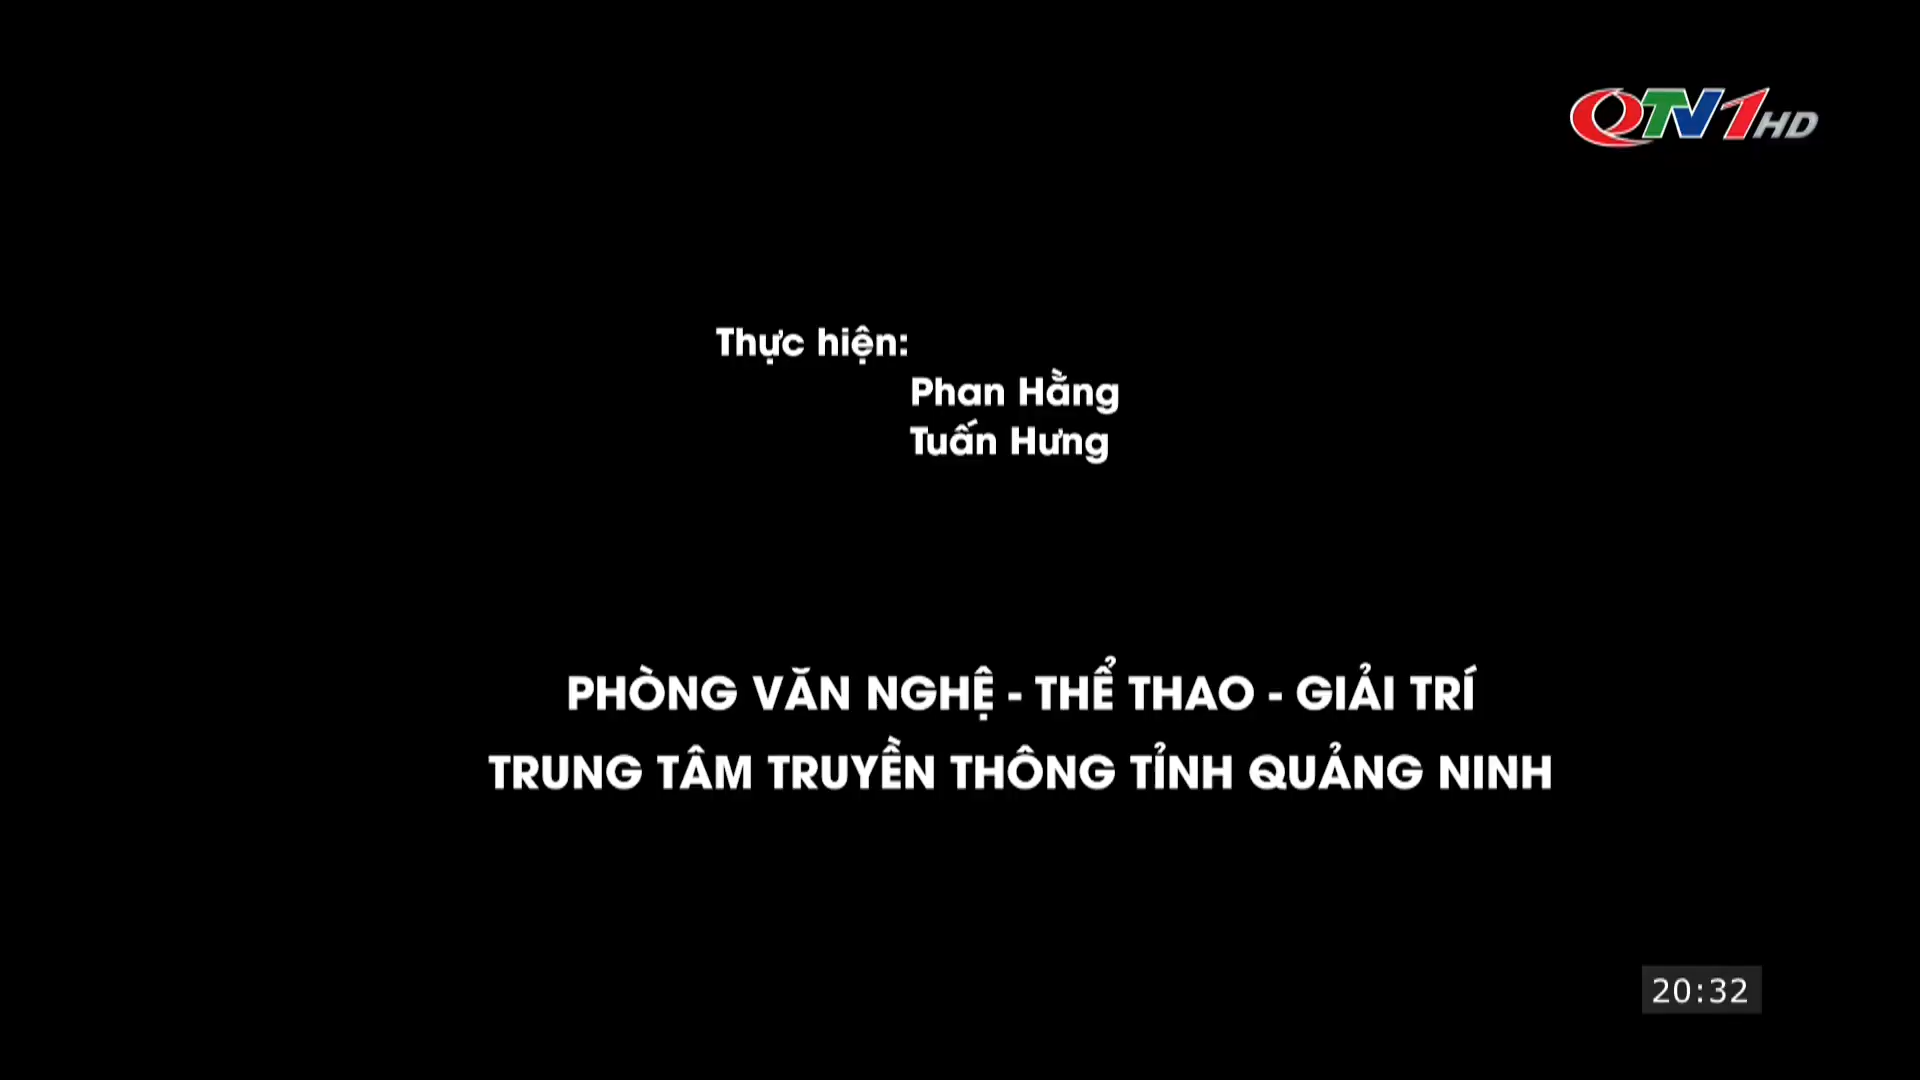 QTV1HD
Thực hiện:
Phan Hằng
Tuấn Hưng
PHÒNG VĂN NGHỆ - THỂ THAO - GIẢI TRÍ
TRUNG TÂM TRUYỀN THÔNG TỈNH QUẢNG NINH
20:32